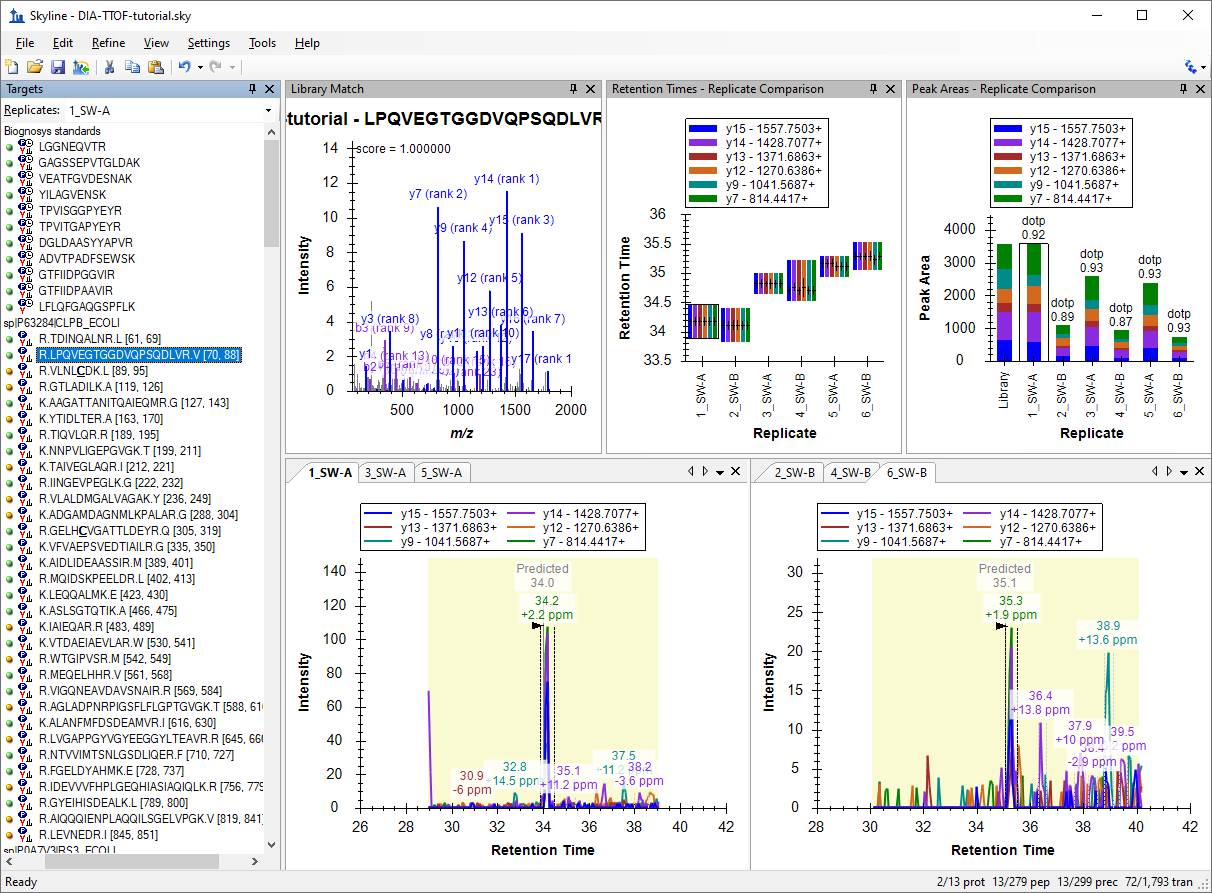 Skyline - DIA-TTOF-tutorial.sky
File Edit Refine View Settings Tools Help
Targets
Replicates: 1_SW-A
Biognosys standards
LGGNEQVTR
GAGSSEPVTGLDAK
VEATFGVDESNAK
YILAGVENSK
TPVISGGPYEYR
TPVITGAPYEYR
DGLDAASYYAPVR
ADVTPADFSEWSK
GTFIIDPGGVIR
GTFIIDPAAVIR
LFLQFGAQGSPFLK
sp|P63284|CLPB_ECOLI
R.TDINQALNR.L [61, 69]
R.LPQVEGTGGDVQPSQDLVR.V [70, 88]
R.VLNLCDK.L [89, 95]
R.GTLADILK.A [119, 126]
K.AAGATTANITQAIEQMR.G [127, 143]
K.YTIDLTER.A [163, 170]
R.TIQVLQR.R [189, 195]
K.NNPVLIGEPGVGK.T [199, 211]
K.TAIVEGLAQR.I [212, 221]
R.IINGEVPEGLK.G [222, 232]
R.VLALDMGALVAGAK.Y [236, 249]
K.ADGAMDAGNMLKPALAR.G [288, 304]
R.GELHCVGATTLDEYR.Q [305, 319]
K.VFVAEPSVEDTIAILR.G [335, 350]
K.AIDLIDEAASSIR.M [389, 401]
R.MQIDSKPEELDR.L [402, 413]
K.LEQQALMK.E [423, 430]
K.ASLSGTQTIK.A [466, 475]
K.IAIEQAR.R [483, 489]
K.VTDAEIAEVLAR.W [530, 541]
R.WTGIPVSR.M [542, 549]
R.MEQELHHR.V [561, 568]
R.VIGQNEAVDAVSNAIR.R [569, 584]
R.AGLADPNRPIGSFLFLGPTGVGK.T [588, 61
K.ALANFMFDSDEAMVR.I [616, 630]
R.LVGAPPGYVGYEEGGYLTEAVR.R [645, 66
R.NTVVIMTSNLGSDLIQER.F [710, 727]
R.FGELDYAHMK.E [728, 737]
R.IDEVVVFHPLGEQHIASIAQIQLK.R [756, 779
R.GYEIHISDEALK.L [789, 800]
R.AIQQQIENPLAQQILSGELVPGK.V [819, 841]
R.LEVNEDR.I [845, 851]
sp|P0A7V3|RS3_ECOLI
Library Match
tutorial - LPQVEGTGGDVQPSQDLVR
score = 1.000000
y14 (rank 1)
y7 (rank 2)
y15 (rank 3)
y9 (rank 4)
y12 (rank 5)
y13 (rank 6)
y3 (rank 8)
b3 (rank 9)
14
12
10
8
6
4
2
0
Intensity
500 1000 1500 2000
m/z
Retention Times - Replicate Comparison
y15 - 1557.7503+
y14 - 1428.7077+
y13 - 1371.6863+
y12 - 1270.6386+
y9 - 1041.5687+
y7 - 814.4417+
36
35.5
35
34.5
34
33.5
Retention Time
1_SW-A 2_SW-B 3_SW-A 4_SW-B 5_SW-A 6_SW-B
Replicate
Peak Areas - Replicate Comparison
y15 - 1557.7503+
y14 - 1428.7077+
y13 - 1371.6863+
y12 - 1270.6386+
y9 - 1041.5687+
y7 - 814.4417+
4000
3000
2000
1000
0
Peak Area
dotp
0.92
dotp
0.89
dotp
0.93
dotp
0.87
dotp
0.93
dotp
0.93
Library 1_SW-A 2_SW-B 3_SW-A 4_SW-B 5_SW-A 6_SW-B
Replicate
1_SW-A 3_SW-A 5_SW-A
y15 - 1557.7503+ y14 - 1428.7077+
y13 - 1371.6863+ y12 - 1270.6386+
y9 - 1041.5687+ y7 - 814.4417+
140
120
100
80
60
40
20
0
Intensity
Predicted
34.0
34.2
+2.2 ppm
30.9
-6 ppm
32.8
+14.5 ppm
35.1
+11.2 ppm
37.5
38.2
-3.6 ppm
26 28 30 32 34 36 38 40 42
Retention Time
2_SW-B 4_SW-B 6_SW-B
y15 - 1557.7503+ y14 - 1428.7077+
y13 - 1371.6863+ y12 - 1270.6386+
y9 - 1041.5687+ y7 - 814.4417+
30
25
20
15
10
5
0
Intensity
Predicted
35.1
35.3
+1.9 ppm
38.9
+13.6 ppm
36.4
+13.8 ppm
37.9
+10 ppm
39.5
38.4
-2.9 ppm
28 30 32 34 36 38 40 42
Retention Time
Ready
2/13 prot 13/279 pep 13/299 prec 72/1,793 tran